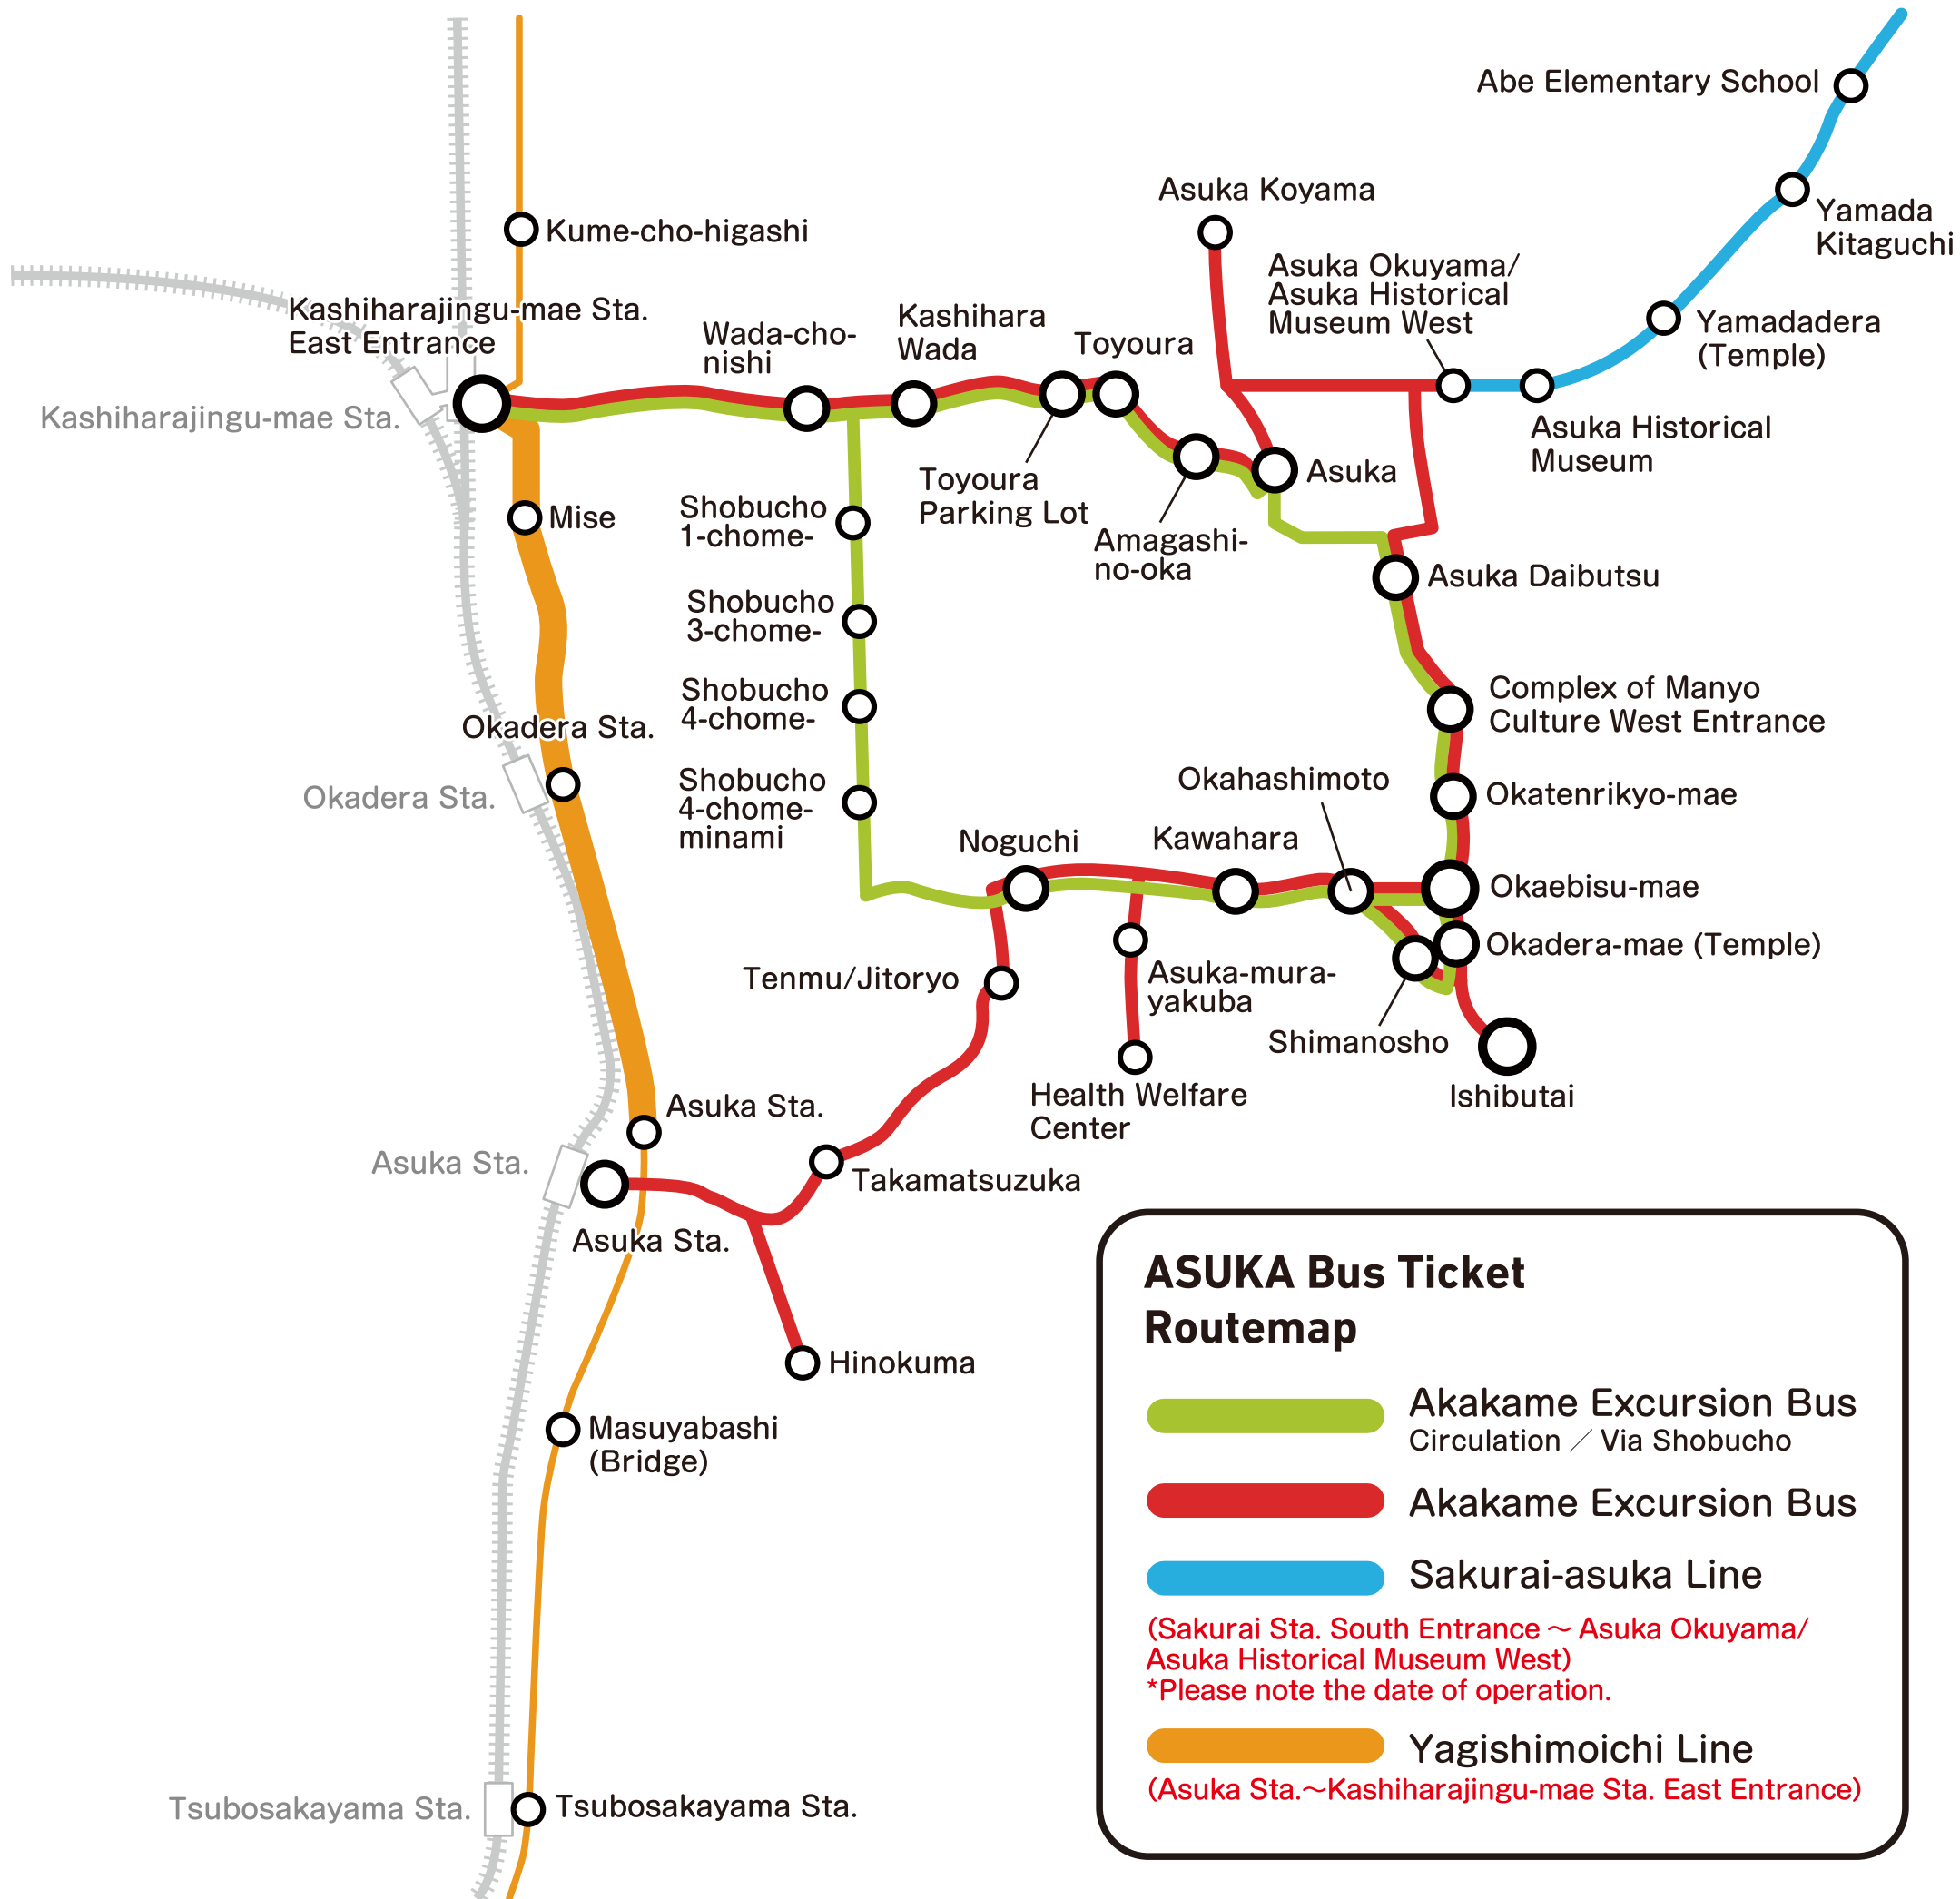 Abe Elementary School
Asuka Koyama
Yamada
Kitaguchi
Kume-cho-higashi
Asuka Okuyama/
Asuka Historical
Museum West
Kashiharajingu-mae Sta.
East Entrance
Wada-cho-
nishi
Kashihara
Wada
Toyoura
Yamadadera
(Temple)
Kashiharajingu-mae Sta.
Asuka Historical
Museum
Toyoura
Parking Lot
Asuka
Mise
Shobucho
1-chome-
Amagashi-
no-oka
Asuka Daibutsu
Shobucho
3-chome-
Shobucho
4-chome-
Complex of Manyo
Culture West Entrance
Okadera Sta.
Okadera Sta.
Shobucho
4-chome-
minami
Okahashimoto
Okatenrikyo-mae
Noguchi
Kawahara
Okaebisu-mae
Okadera-mae (Temple)
Tenmu/Jitoryo
Asuka-mura-
yakuba
Shimanosho
Health Welfare
Center
Ishibutai
Asuka Sta.
Asuka Sta.
Takamatsuzuka
Asuka Sta.
Hinokuma
Masuyabashi
(Bridge)
Tsubosakayama Sta.
Tsubosakayama Sta.
ASUKA Bus Ticket
Routemap
Akakame Excursion Bus
Circulation ／ Via Shobucho
Akakame Excursion Bus
Sakurai-asuka Line
(Sakurai Sta. South Entrance ～ Asuka Okuyama/
Asuka Historical Museum West)
*Please note the date of operation.
Yagishimoichi Line
(Asuka Sta.～Kashiharajingu-mae Sta. East Entrance)